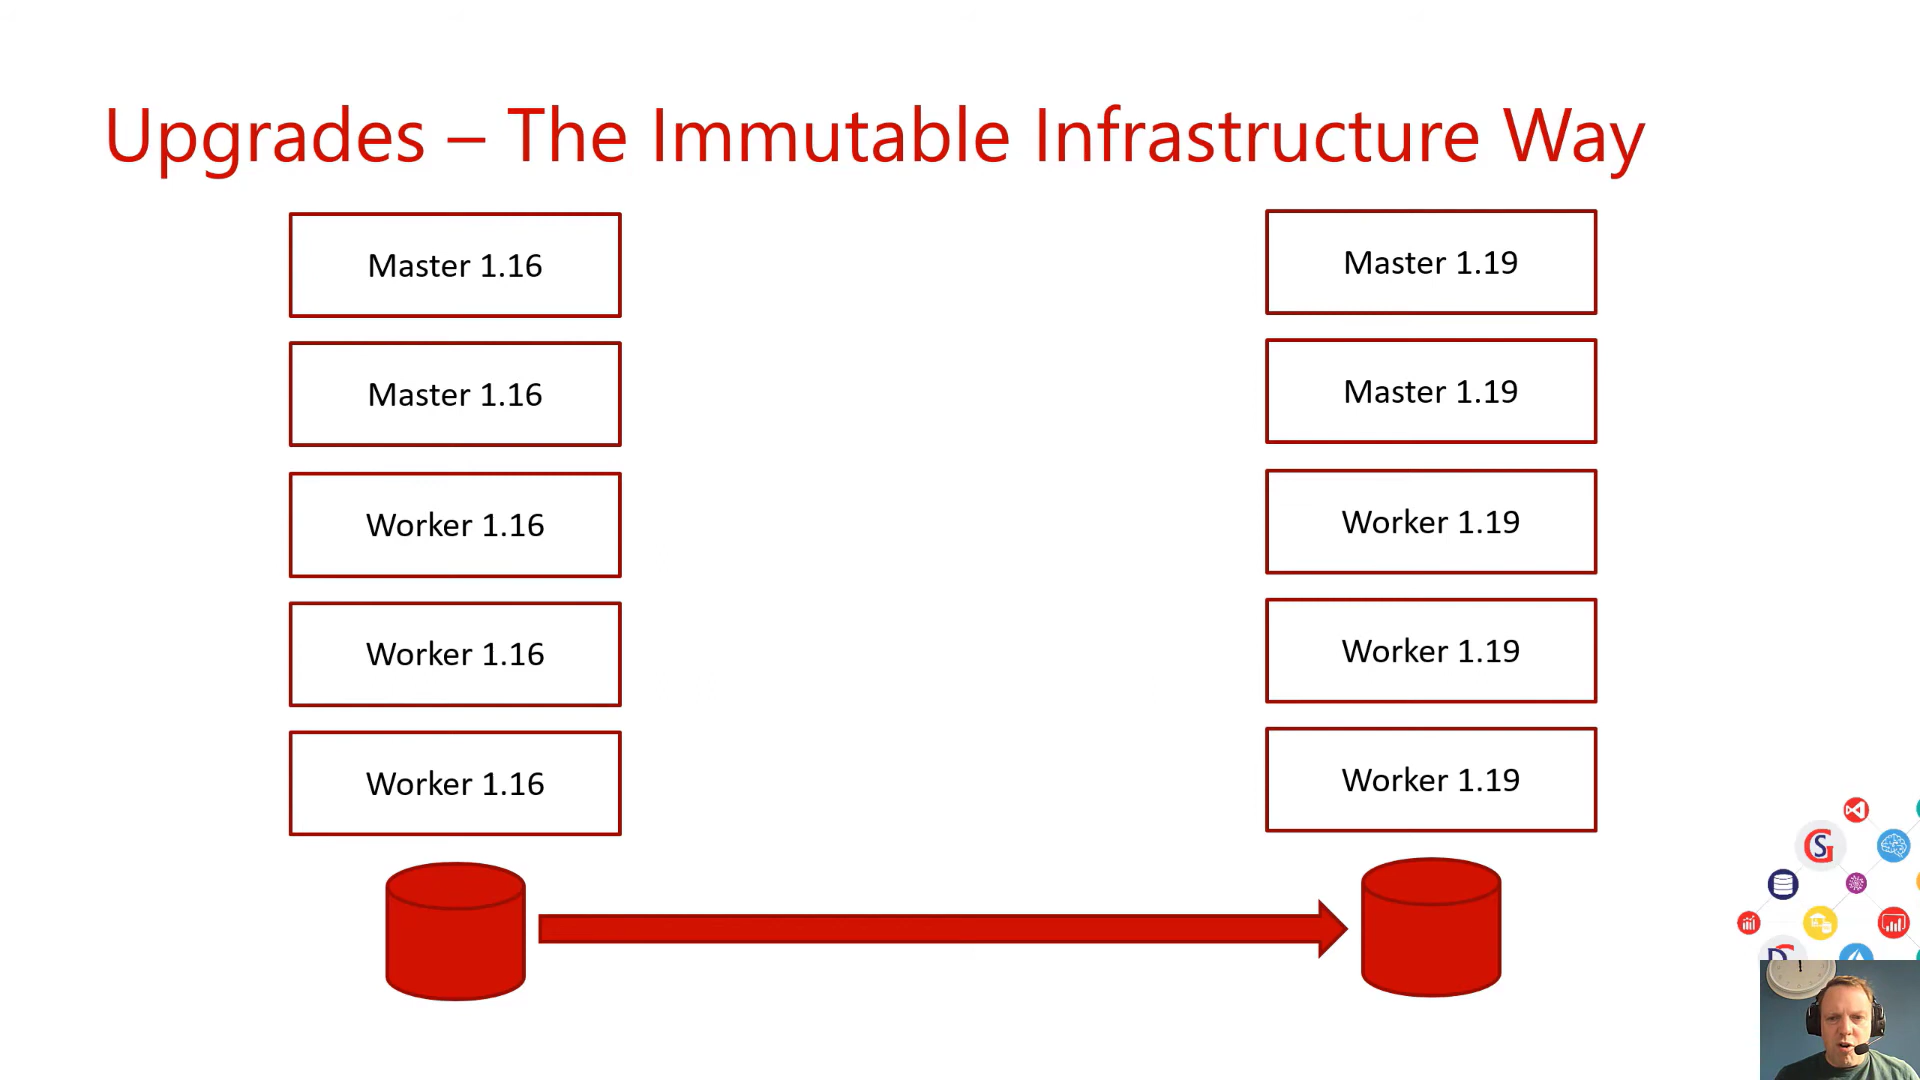 Upgrades – The Immutable Infrastructure Way
Master 1.16
Master 1.16
Worker 1.16
Worker 1.16
Worker 1.16
Master 1.19
Master 1.19
Worker 1.19
Worker 1.19
Worker 1.19